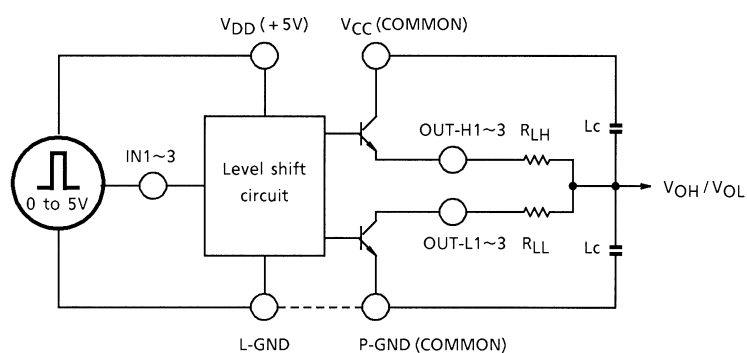 VDD (+5V)
VCC (COMMON)
IN1~3
OUT-H1~3
RLH
Lc
Level shift
circuit
0 to 5V
VOH / VOL
OUT-L1~3
RLL
Lc
L-GND
P-GND (COMMON)